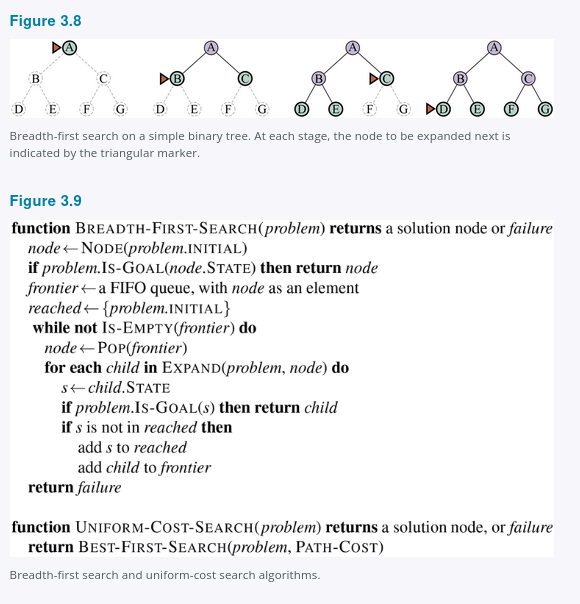 Figure 3.8
A A A A
B C B C B C B C
D E F G D E F G D E F G D E F G
Breadth-first search on a simple binary tree. At each stage, the node to be expanded next is
indicated by the triangular marker.
Figure 3.9
function BREADTH-FIRST-SEARCH(problem) returns a solution node or failure
node←NODE(problem.INITIAL)
if problem.IS-GOAL(node.STATE) then return node
frontier←a FIFO queue, with node as an element
reached←{problem.INITIAL}
while not IS-EMPTY(frontier) do
node←POP(frontier)
for each child in EXPAND(problem, node) do
s←child.STATE
if problem.IS-GOAL(s) then return child
if s is not in reached then
add s to reached
add child to frontier
return failure
function UNIFORM-COST-SEARCH(problem) returns a solution node, or failure
return BEST-FIRST-SEARCH(problem, PATH-COST)
Breadth-first search and uniform-cost search algorithms.